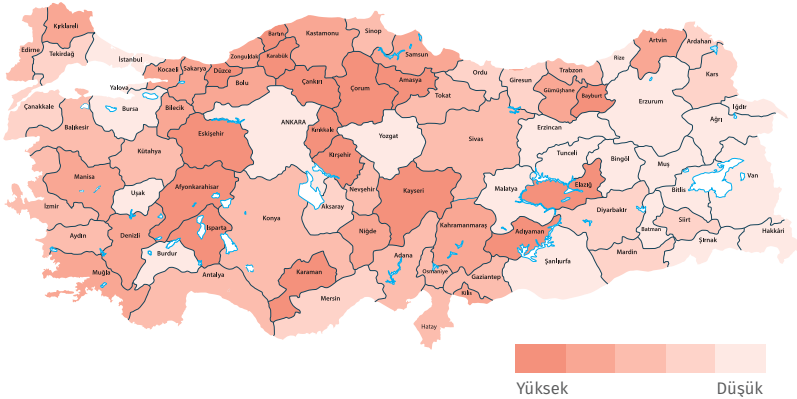 Kırklareli
Edirne
Tekirdağ
İstanbul
Kocaeli
Sakarya
Düzce
Zonguldak
Bartın
Karabük
Kastamonu
Sinop
Samsun
Bolu
Çankırı
Çorum
Amasya
Tokat
Ordu
Giresun
Trabzon
Gümüşhane
Bayburt
Rize
Artvin
Ardahan
Kars
Iğdır
Ağrı
Erzurum
Erzincan
Yalova
Çanakkale
Balıkesir
Bursa
Bilecik
Eskişehir
ANKARA
Kırıkkale
Yozgat
Sivas
Kütahya
Kırşehir
Tunceli
Bingöl
Muş
Bitlis
Van
Manisa
Uşak
Afyonkarahisar
Nevşehir
Kayseri
Malatya
Elazığ
Diyarbakır
Batman
Siirt
Hakkâri
Şırnak
İzmir
Aydın
Denizli
Isparta
Konya
Aksaray
Niğde
Kahramanmaraş
Adıyaman
Mardin
Şanlıurfa
Muğla
Burdur
Antalya
Karaman
Mersin
Adana
Osmaniye
Gaziantep
Kilis
Hatay
Yüksek
Düşük